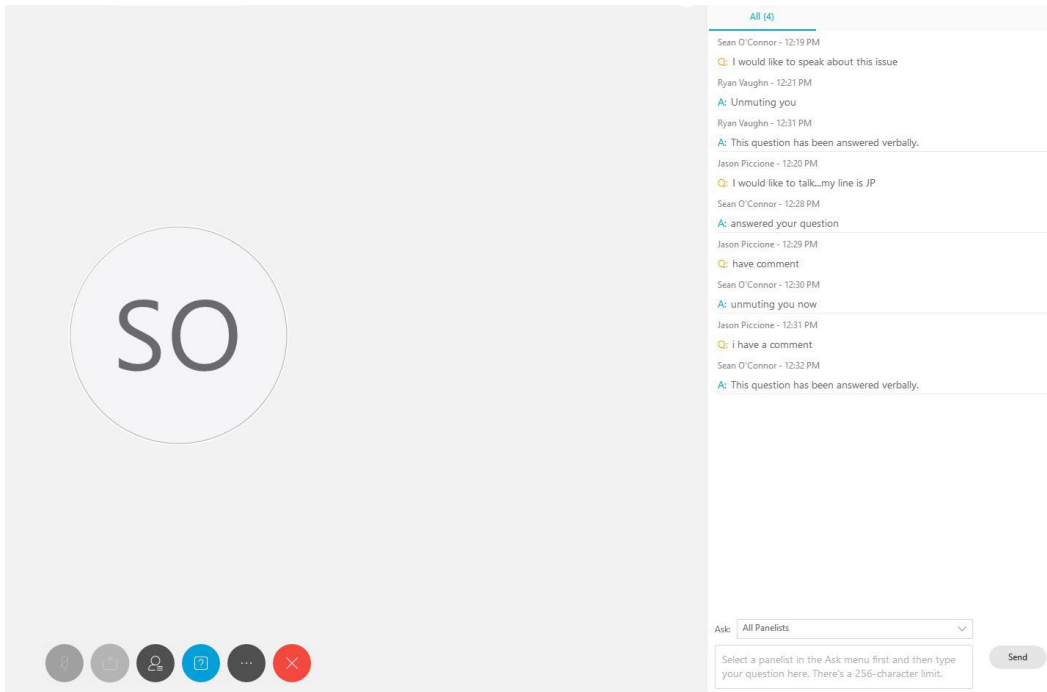 All (4)
Sean O'Connor - 12:19 PM
Q: I would like to speak about this issue
Ryan Vaughn - 12:21 PM
A: Unmuting you
Ryan Vaughn - 12:31 PM
A: This question has been answered verbally.
Jason Piccione - 12:20 PM
Q: I would like to talk...my line is JP
Sean O'Connor - 12:28 PM
A: answered your question
Jason Piccione - 12:29 PM
Q: have comment
Sean O'Connor - 12:30 PM
A: unmuting you now
Jason Piccione - 12:31 PM
Q: i have a comment
Sean O'Connor - 12:32 PM
A: This question has been answered verbally.
SO
Ask: All Panelists
Select a panelist in the Ask menu first and then type
your question here. There's a 256-character limit.
Send